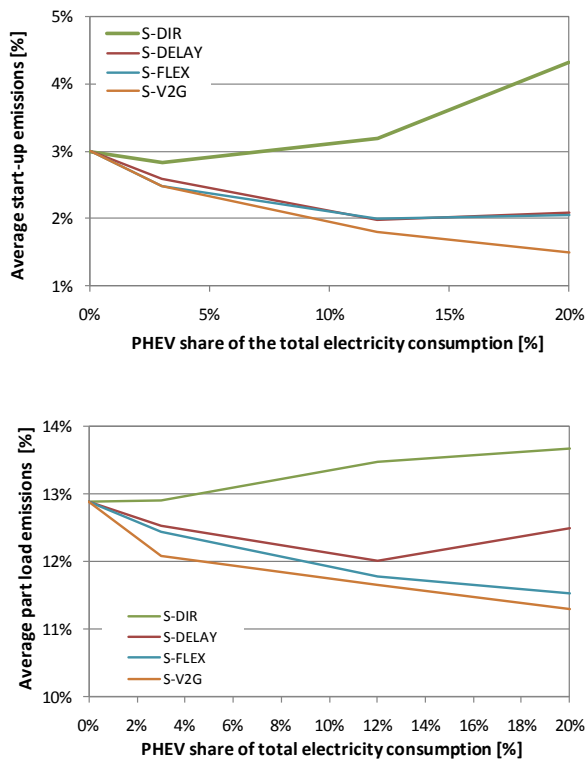 5%
S-DIR
S-DELAY
4%
S-FLEX
S-V2G
3%
2%
1%
Average start-up emissions [%]
0% 5% 10% 15% 20%
PHEV share of the total electricity consumption [%]
14%
13%
12%
11%
S-DIR
S-DELAY
S-FLEX
S-V2G
10%
Average part load emissions [%]
0% 2% 4% 6% 8% 10% 12% 14% 16% 18% 20%
PHEV share of total electricity consumption [%]